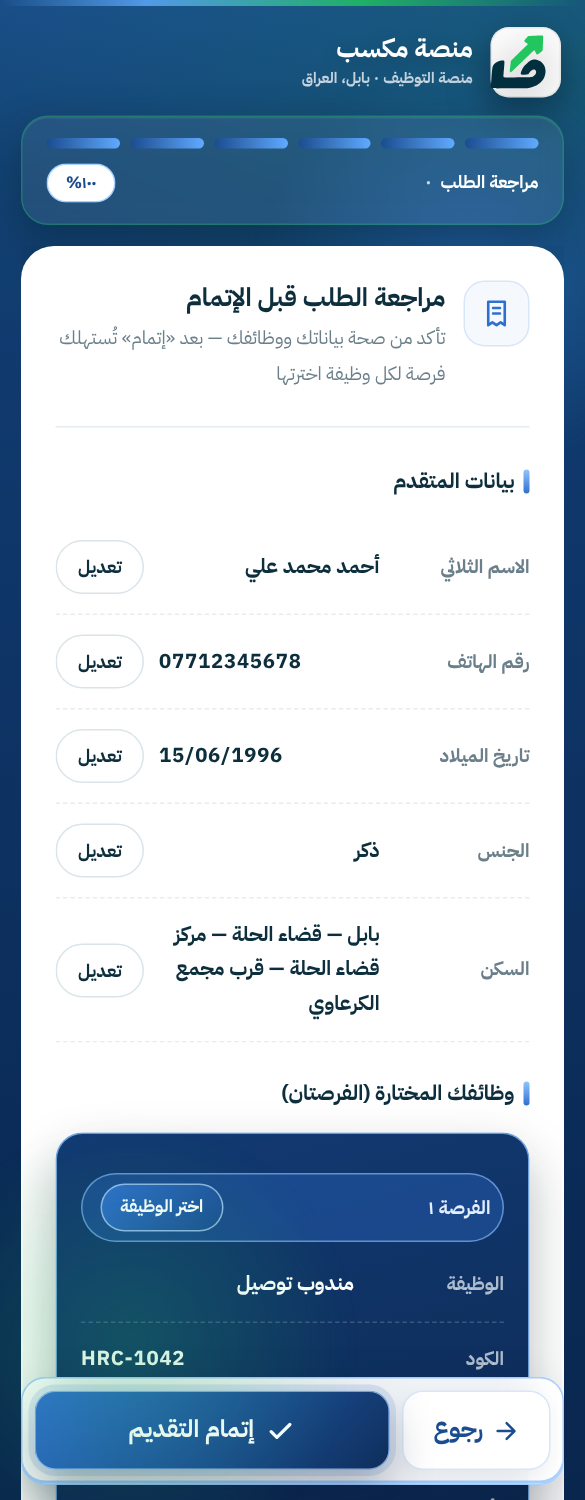 منصة مكسب
منصة التوظيف · بابل، العراق
مراجعة الطلب ·
١٠٠%
مراجعة الطلب قبل الإتمام
تأكد من صحة بياناتك ووظائفك — بعد «إتمام» تُستهلك
فرصة لكل وظيفة اخترتها
بيانات المتقدم
الاسم الثلاثي أحمد محمد علي تعديل
رقم الهاتف 07712345678 تعديل
تاريخ الميلاد 15/06/1996 تعديل
الجنس ذكر تعديل
السكن بابل — قضاء الحلة — مركز
قضاء الحلة — قرب مجمع
الكرعاوي
تعديل
وظائفك المختارة (الفرصتان)
الفرصة ١ اختر الوظيفة
الوظيفة مندوب توصيل
الكود HRC-1042
رجوع إتمام التقديم